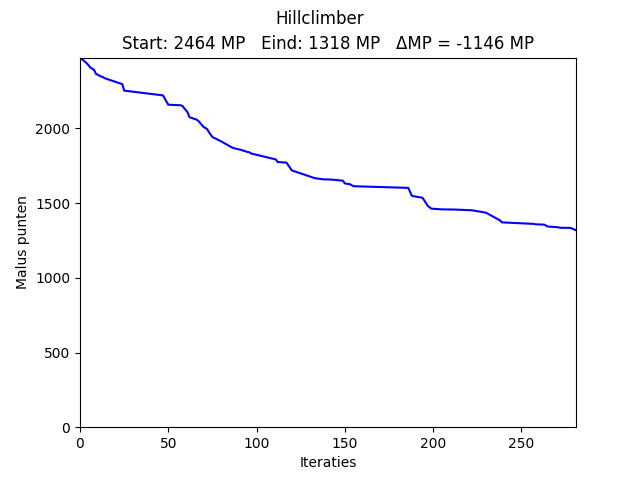 Hillclimber
Start: 2464 MP   Eind: 1318 MP   ΔMP = -1146 MP
Malus punten
2000
1500
1000
500
0
0 50 100 150 200 250
Iteraties